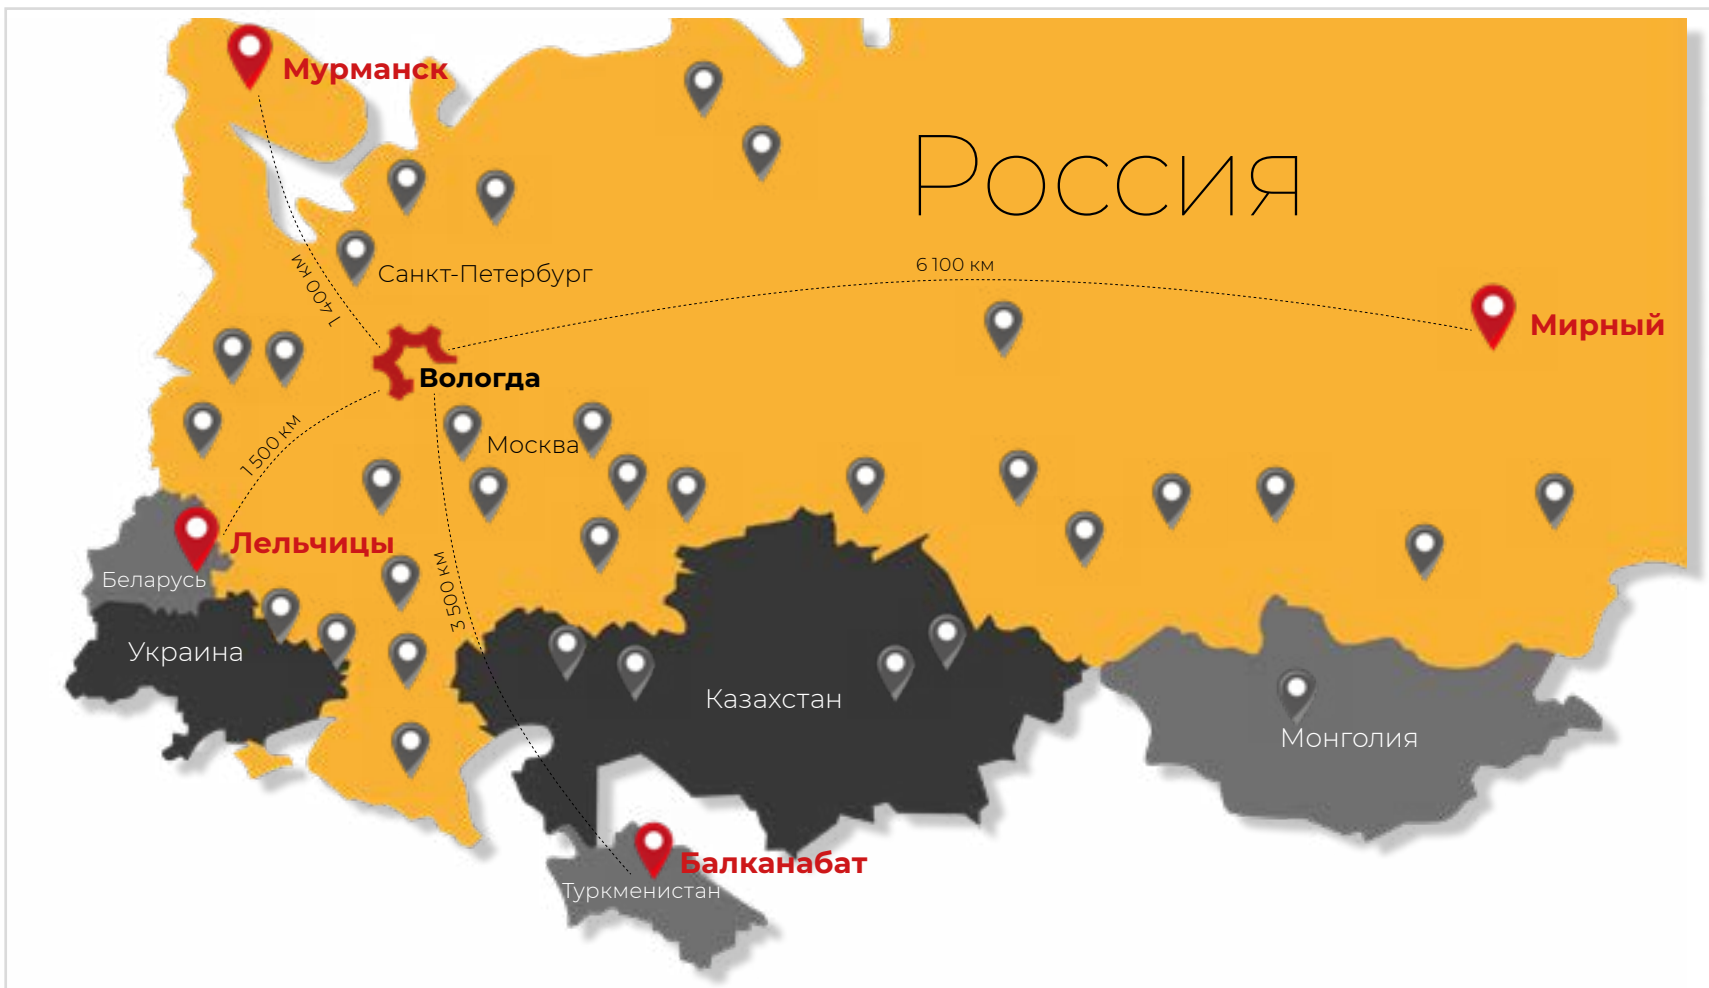 Мурманск
Россия
6 100 км
Санкт-Петербург
1 400 км
Мирный
Вологда
Москва
1 500 км
Лельчицы
3 500 км
Беларусь
Украина
Казахстан
Монголия
Балканабат
Туркменистан